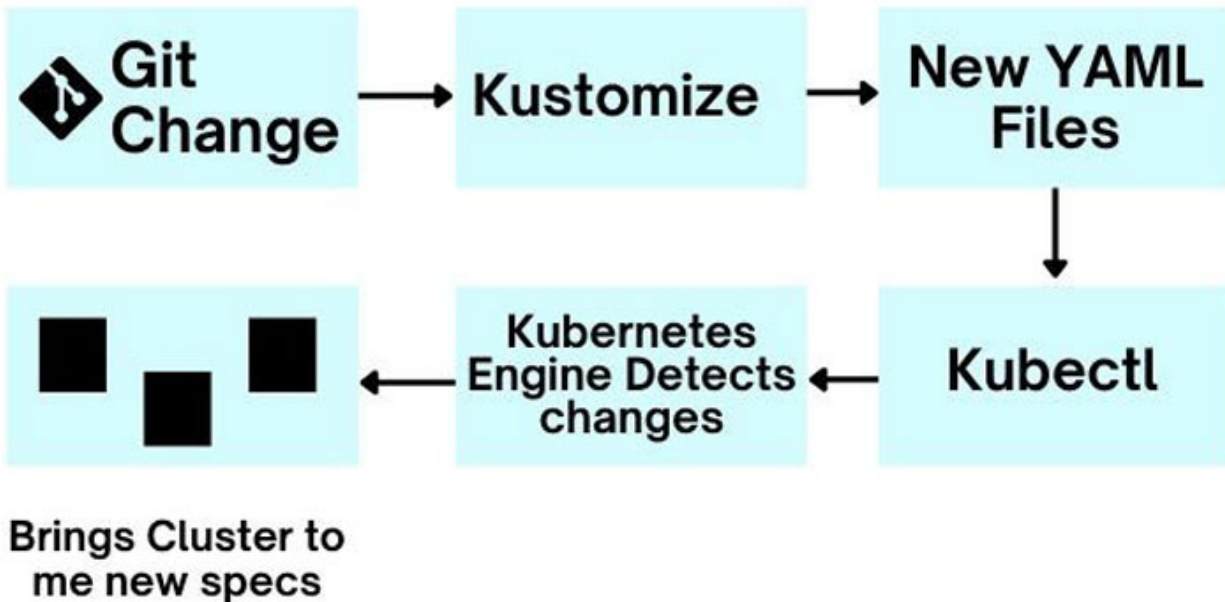 Git
Change
Kustomize
New YAML
Files
Kubernetes
Engine Detects
changes
Kubectl
Brings Cluster to
me new specs